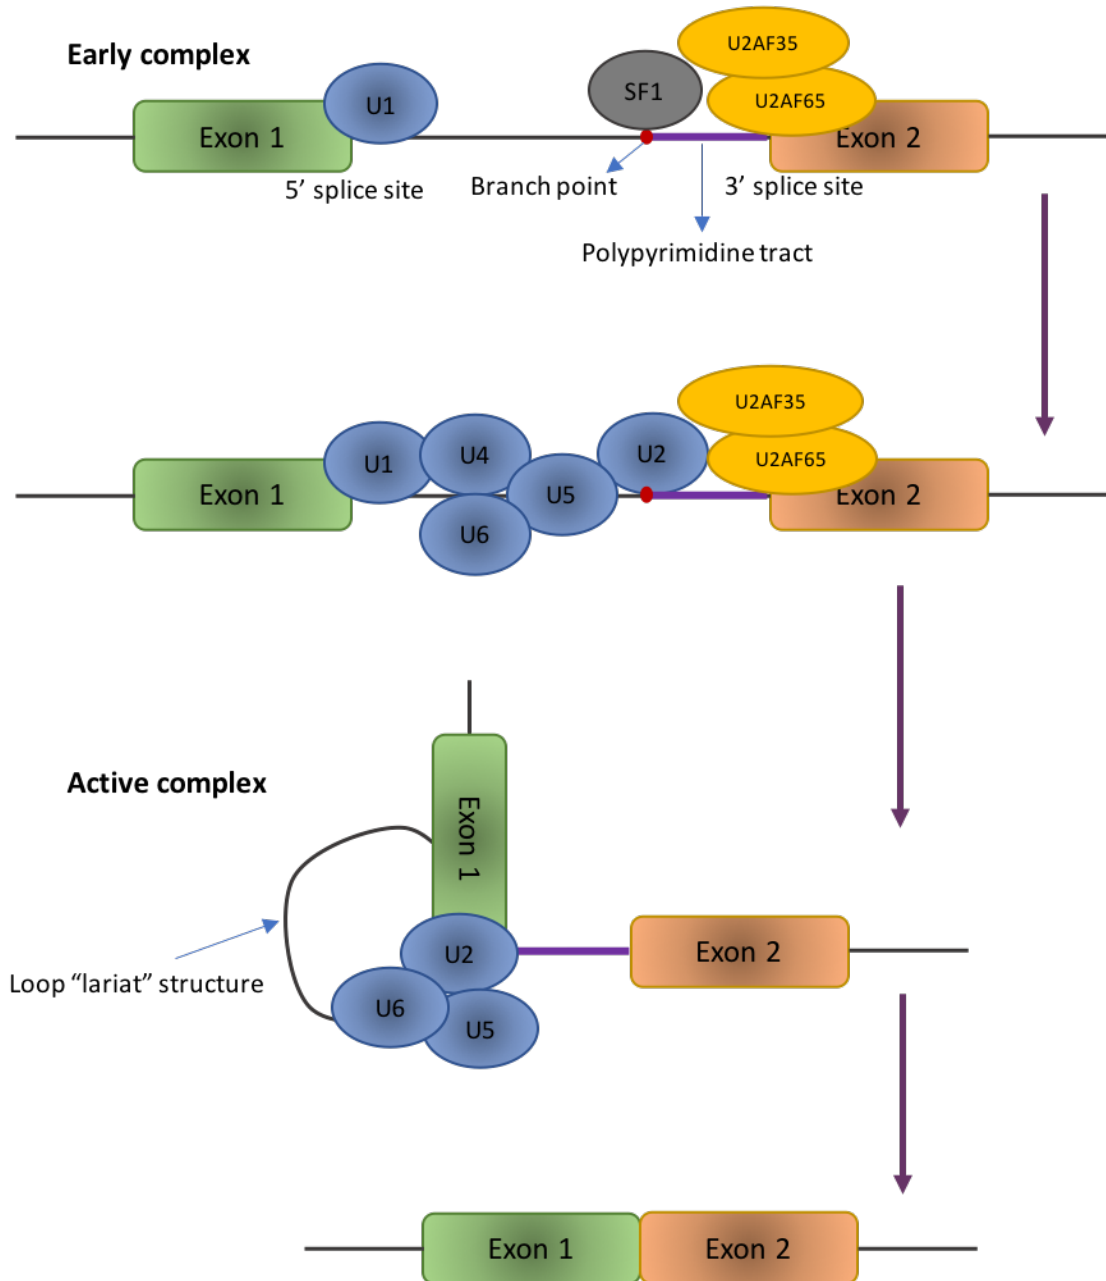 Early complex
U2AF35
SF1
U2AF65
U1
Exon 1
Exon 2
5’ splice site
Branch point
3’ splice site
Polypyrimidine tract
U2AF35
U1
U4
U2
U2AF65
Exon 1
U5
Exon 2
U6
Active complex
Exon 1
U2
Exon 2
Loop “lariat” structure
U6
U5
Exon 1
Exon 2